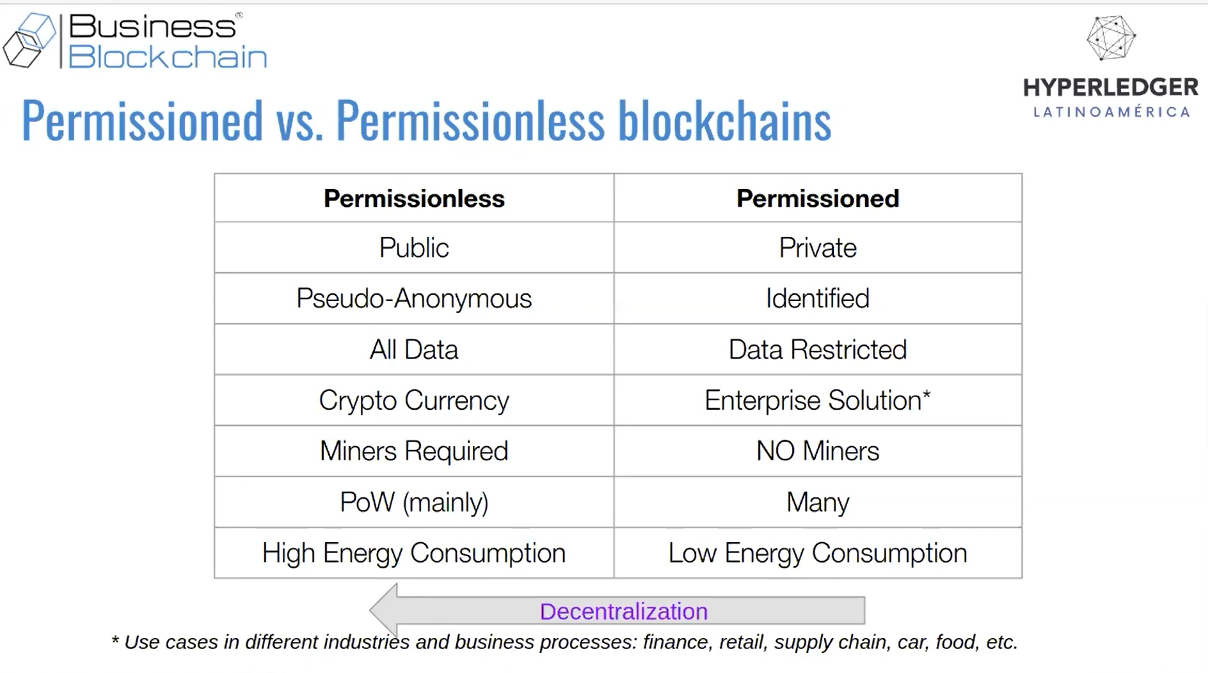 Business®
Blockchain
HYPERLEDGER
LATINOAMÉRICA
Permissioned vs. Permissionless blockchains
Permissionless Permissioned
Public Private
Pseudo-Anonymous Identified
All Data Data Restricted
Crypto Currency Enterprise Solution*
Miners Required NO Miners
PoW (mainly) Many
High Energy Consumption Low Energy Consumption
Decentralization
* Use cases in different industries and business processes: finance, retail, supply chain, car, food, etc.